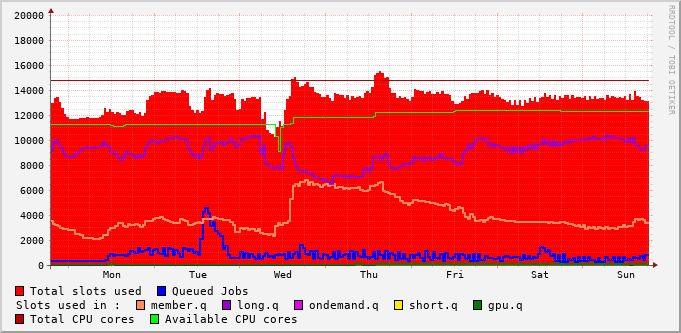 20000
18000
16000
14000
12000
10000
8000
6000
4000
2000
0
Mon Tue Wed Thu Fri Sat Sun
RRDTOOL / TOBI OETIKER
Total slots used Queued Jobs
Slots used in : member.q long.q ondemand.q short.q gpu.q
Total CPU cores Available CPU cores